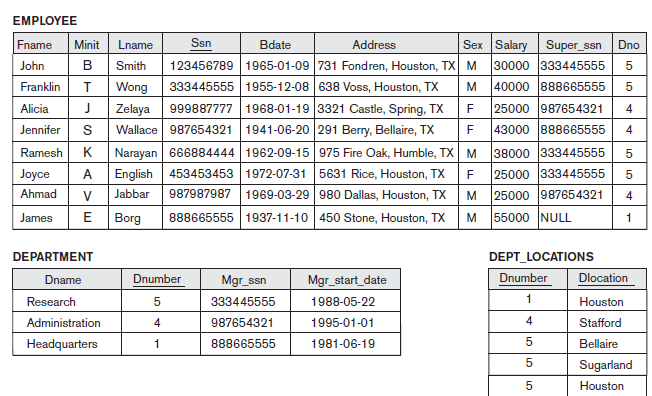 EMPLOYEE
Fname Minit Lname Ssn Bdate Address Sex Salary Super_ssn Dno
John B Smith 123456789 1965-01-09 731 Fondren, Houston, TX M 30000 333445555 5
Franklin T Wong 333445555 1955-12-08 638 Voss, Houston, TX M 40000 888665555 5
Alicia J Zelaya 999887777 1968-01-19 3321 Castle, Spring, TX F 25000 987654321 4
Jennifer S Wallace 987654321 1941-06-20 291 Berry, Bellaire, TX F 43000 888665555 4
Ramesh K Narayan 666884444 1962-09-15 975 Fire Oak, Humble, TX M 38000 333445555 5
Joyce A English 453453453 1972-07-31 5631 Rice, Houston, TX F 25000 333445555 5
Ahmad V Jabbar 987987987 1969-03-29 980 Dallas, Houston, TX M 25000 987654321 4
James E Borg 888665555 1937-11-10 450 Stone, Houston, TX M 55000 NULL 1
DEPARTMENT
Dname Dnumber Mgr_ssn Mgr_start_date
Research 5 333445555 1988-05-22
Administration 4 987654321 1995-01-01
Headquarters 1 888665555 1981-06-19
DEPT_LOCATIONS
Dnumber Dlocation
1 Houston
4 Stafford
5 Bellaire
5 Sugarland
5 Houston